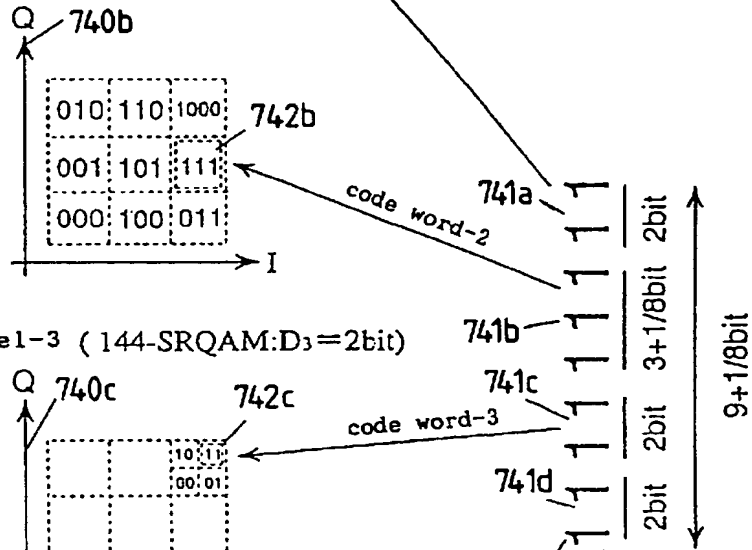 Q
740b
010 110 1000
742b
001 101 111
000 100 011
I
code word-2
741a
2bit
3+1/8bit
741b
9+1/8bit
el-3 (144-SRQAM:D3=2bit)
Q
740c
742c
741c
10 11
code word-3
2bit
00 01
741d
2bit